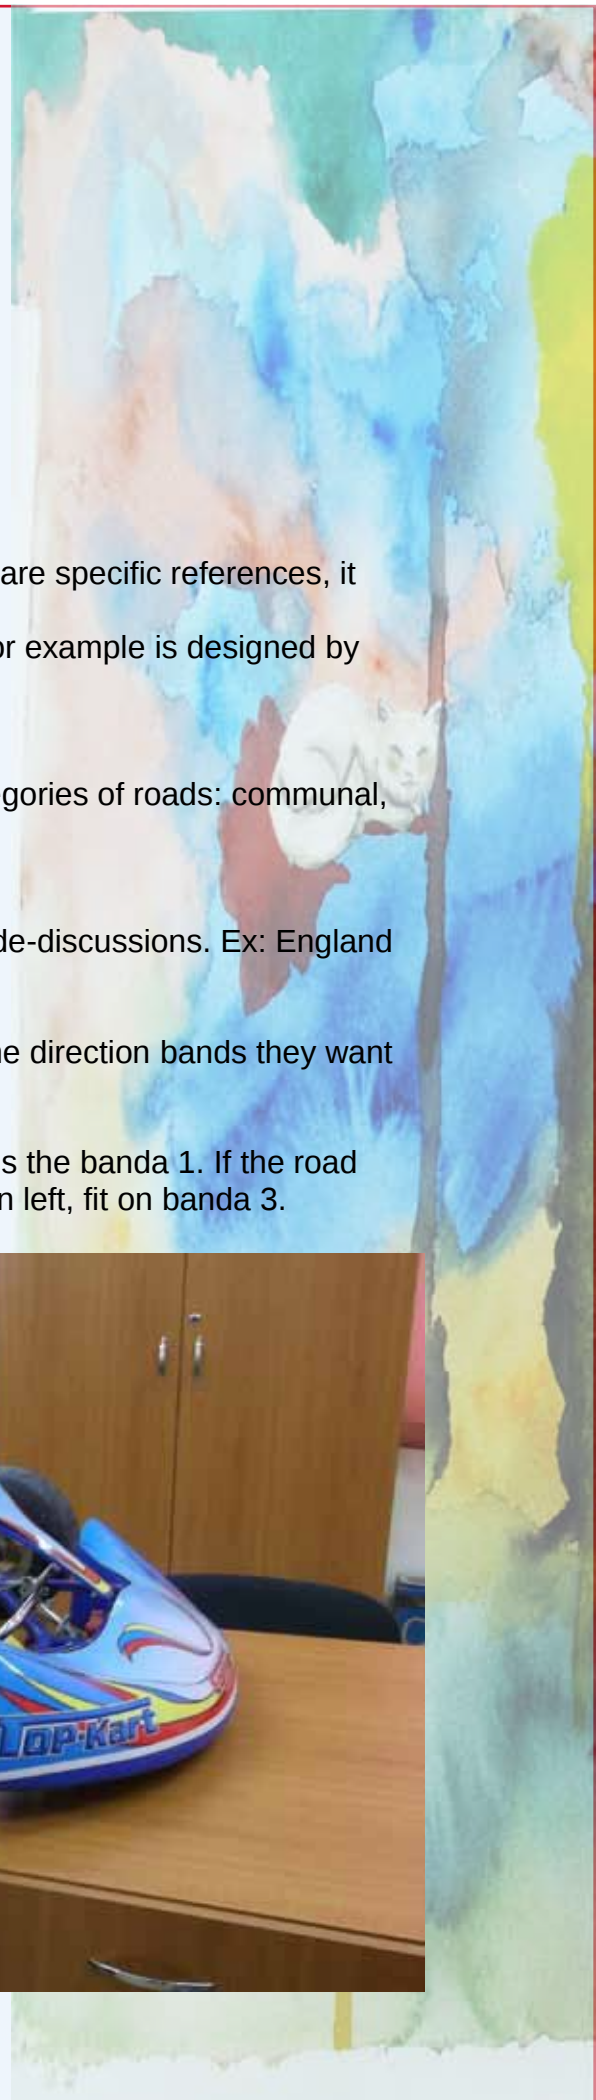 are specific references, it
or example is designed by
gories of roads: communal,
de-discussions. Ex: England
e direction bands they want
s the banda 1. If the road
n left, fit on banda 3.
Lop-Kart